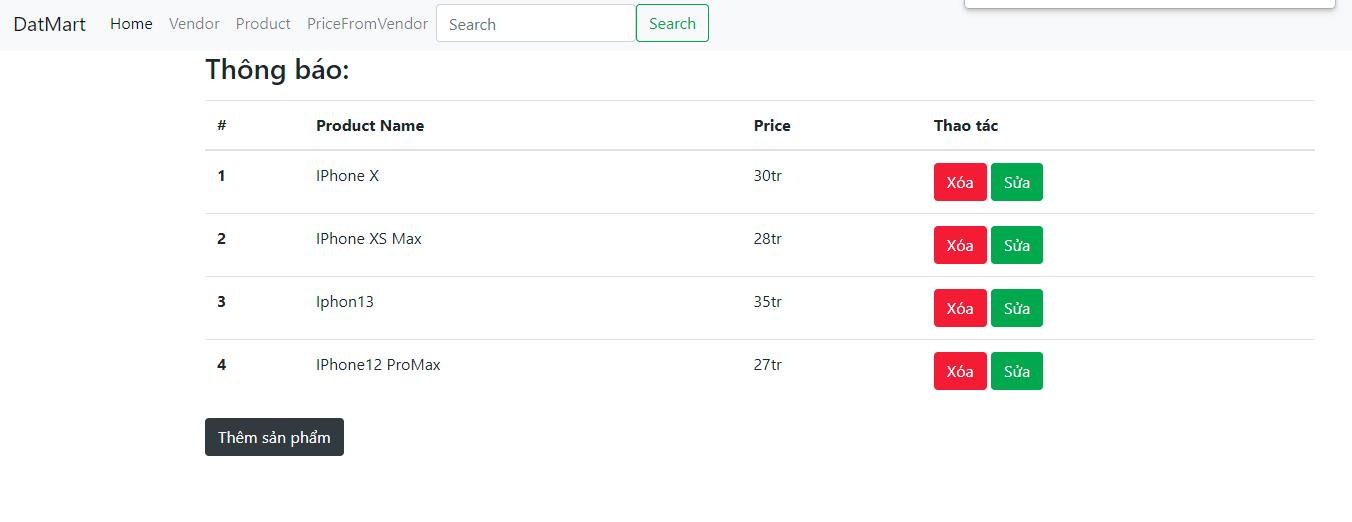 DatMart Home Vendor Product PriceFromVendor Search Search
Thông báo:
# Product Name Price Thao tác
1 IPhone X 30tr Xóa Sửa
2 IPhone XS Max 28tr Xóa Sửa
3 Iphon13 35tr Xóa Sửa
4 IPhone12 ProMax 27tr Xóa Sửa
Thêm sản phẩm